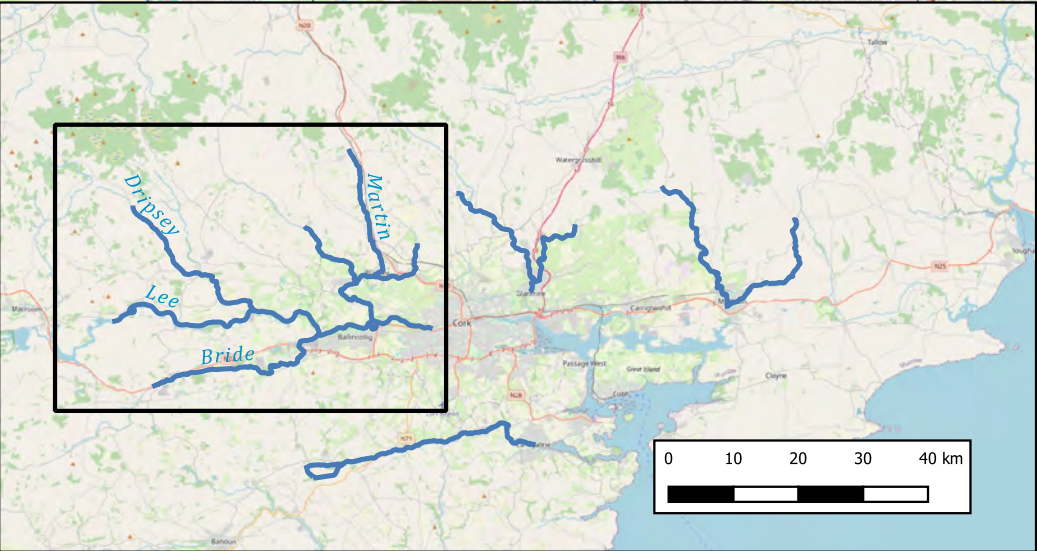 N20
Tallow
M8
Watergrasshill
Dripsey
Martin
N25
Lee
Macroom
Glanmire
Carrigtwohill
Cork
Ballincollig
Bride
Passage West
Great Island
Cloyne
Cobh
N28
N71
0 10 20 30 40 km
Bandon